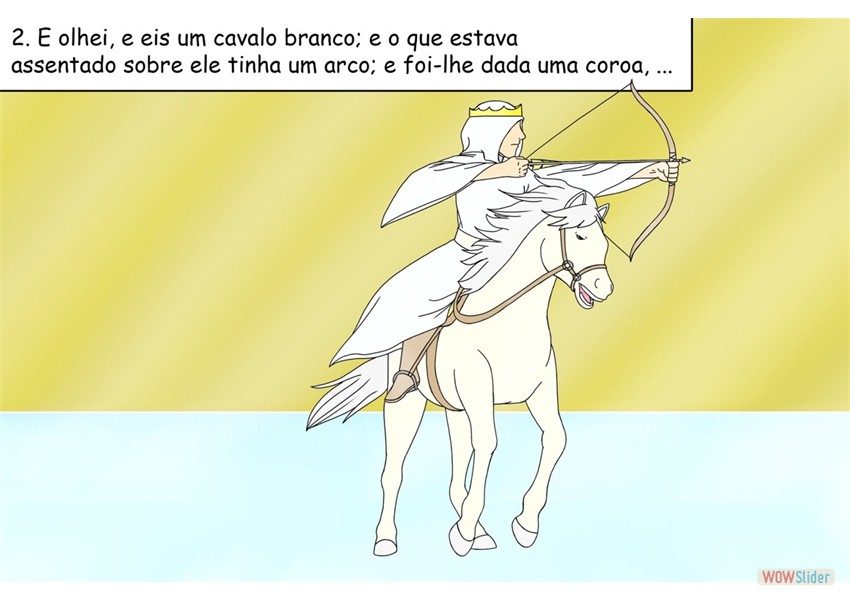 2. E olhei, e eis um cavalo branco; e o que estava
assentado sobre ele tinha um arco; e foi-lhe dada uma coroa, ...
WOWSlider